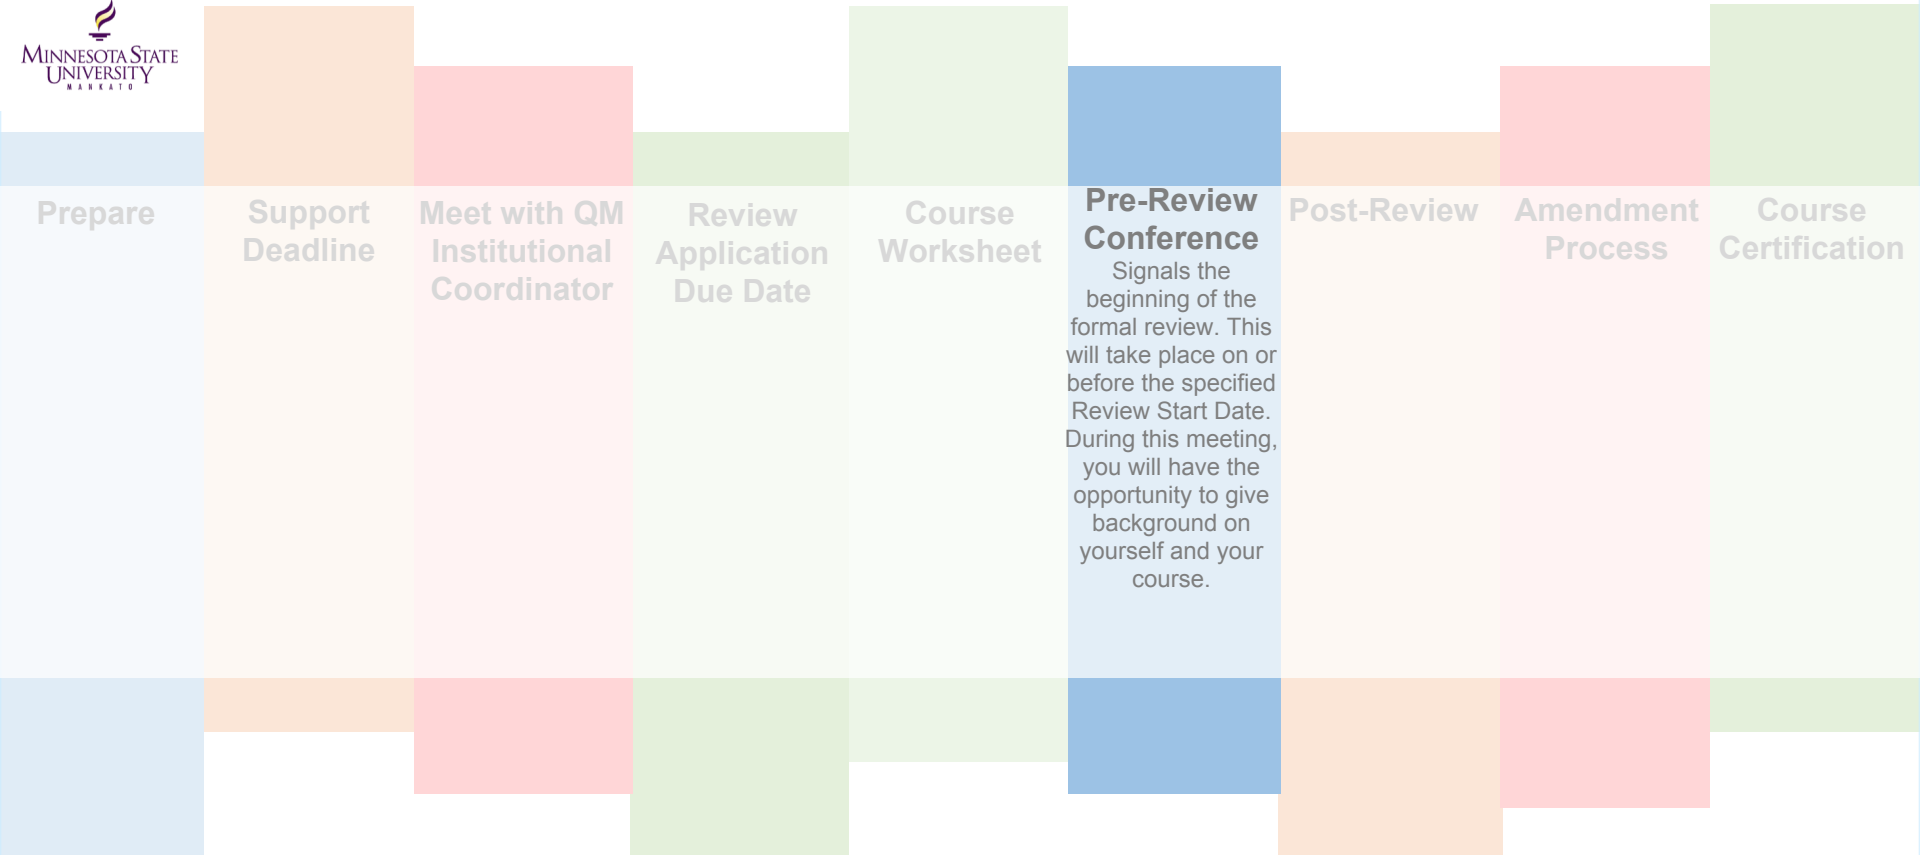 MINNESOTA STATE
UNIVERSITY
MANKATO
Prepare
Support
Deadline
Meet with QM
Institutional
Coordinator
Review
Application
Due Date
Course
Worksheet
Pre-Review
Conference
Signals the
beginning of the
formal review. This
will take place on or
before the specified
Review Start Date.
During this meeting,
you will have the
opportunity to give
background on
yourself and your
course.
Post-Review
Amendment
Process
Course
Certification